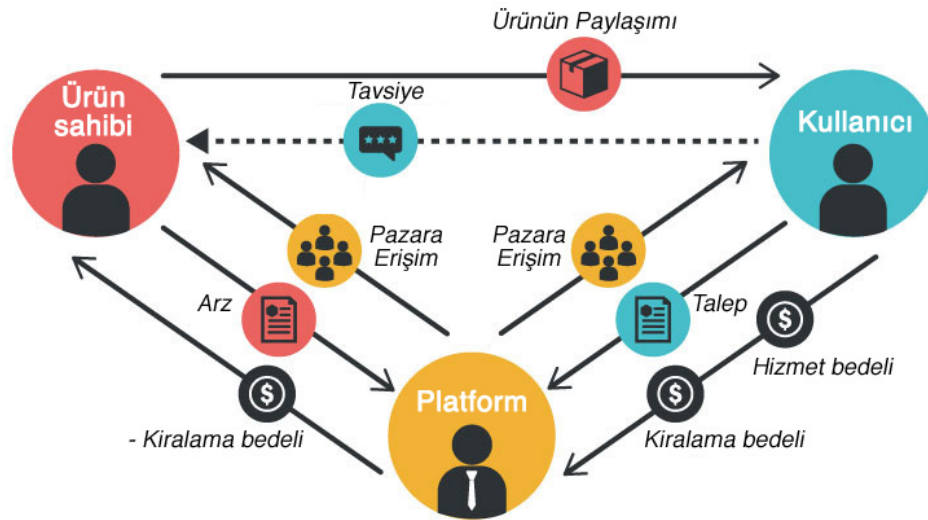 Ürünün Paylaşımı
Tavsiye
Ürün
sahibi
Kullanıcı
Pazara
Erişim
Pazara
Erişim
Arz
Talep
Platform
Hizmet bedeli
- Kiralama bedeli
Kiralama bedeli